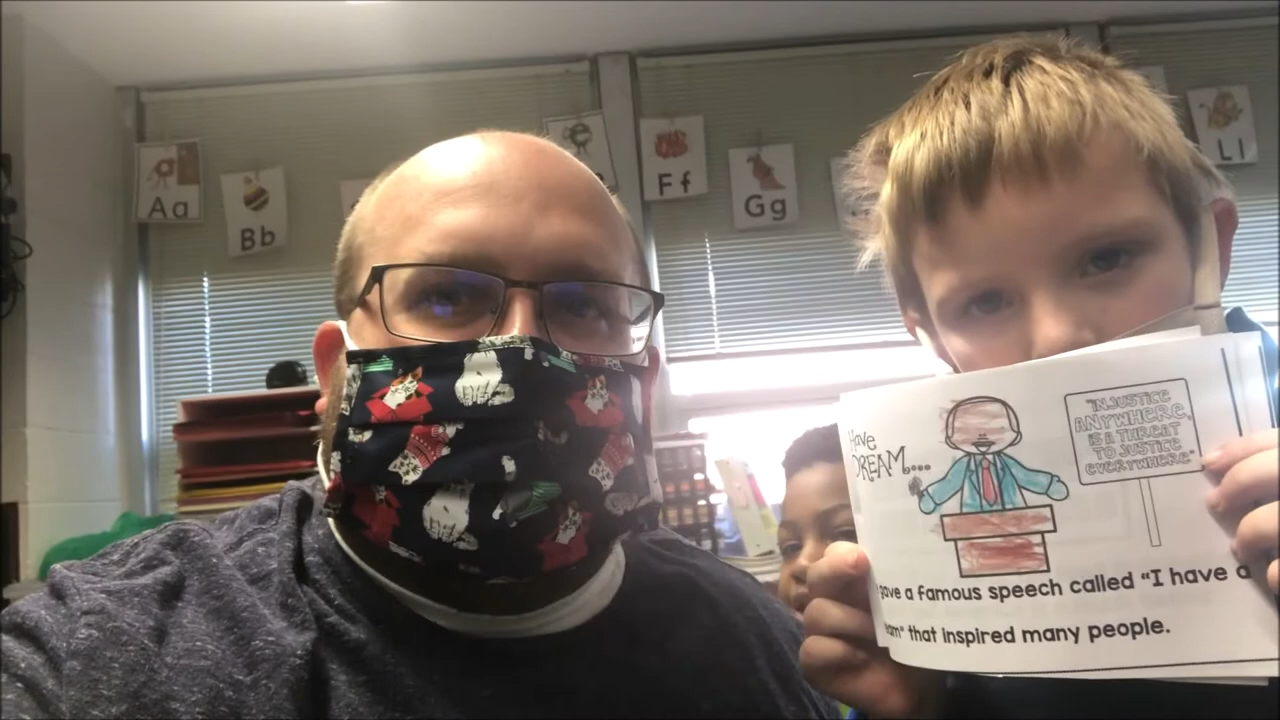 Aa
Bb
e
Ff
Gg
Ll
Have
DREAM...
"INJUSTICE
ANYWHERE,
IS A THREAT
TO JUSTICE
EVERYWHERE"
gave a famous speech called "I have a
eam" that inspired many people.